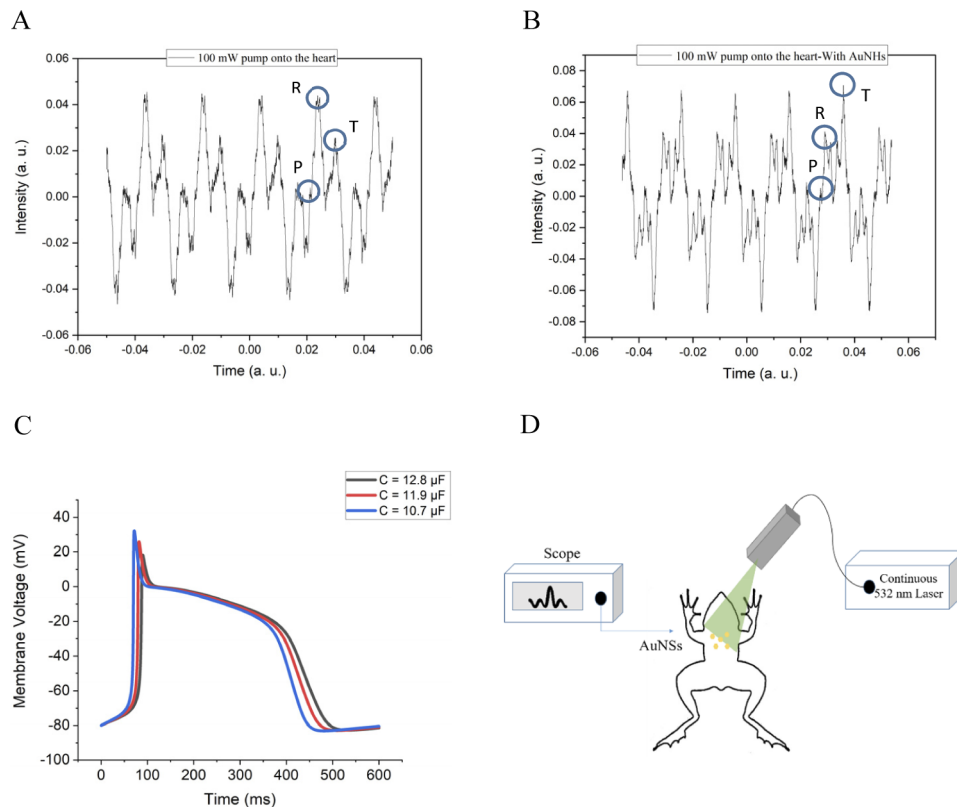 A
100 mW pump onto the heart
0.06
0.04
0.02
0.00
-0.02
-0.04
-0.06
Intensity (a. u.)
R
T
P
-0.06
-0.04
-0.02
0.00
0.02
0.04
0.06
Time (a. u.)
B
100 mW pump onto the heart-With AuNHs
0.08
0.06
0.04
0.02
0.00
-0.02
-0.04
-0.06
-0.08
Intensity (a. u.)
T
R
P
-0.06
-0.04
-0.02
0.00
0.02
0.04
0.06
Time (a. u.)
C
C = 12.8 μF
C = 11.9 μF
C = 10.7 μF
40
20
0
-20
-40
-60
-80
-100
Membrane Voltage (mV)
0
100
200
300
400
500
600
Time (ms)
D
Scope
AuNSs
Continuous
532 nm Laser